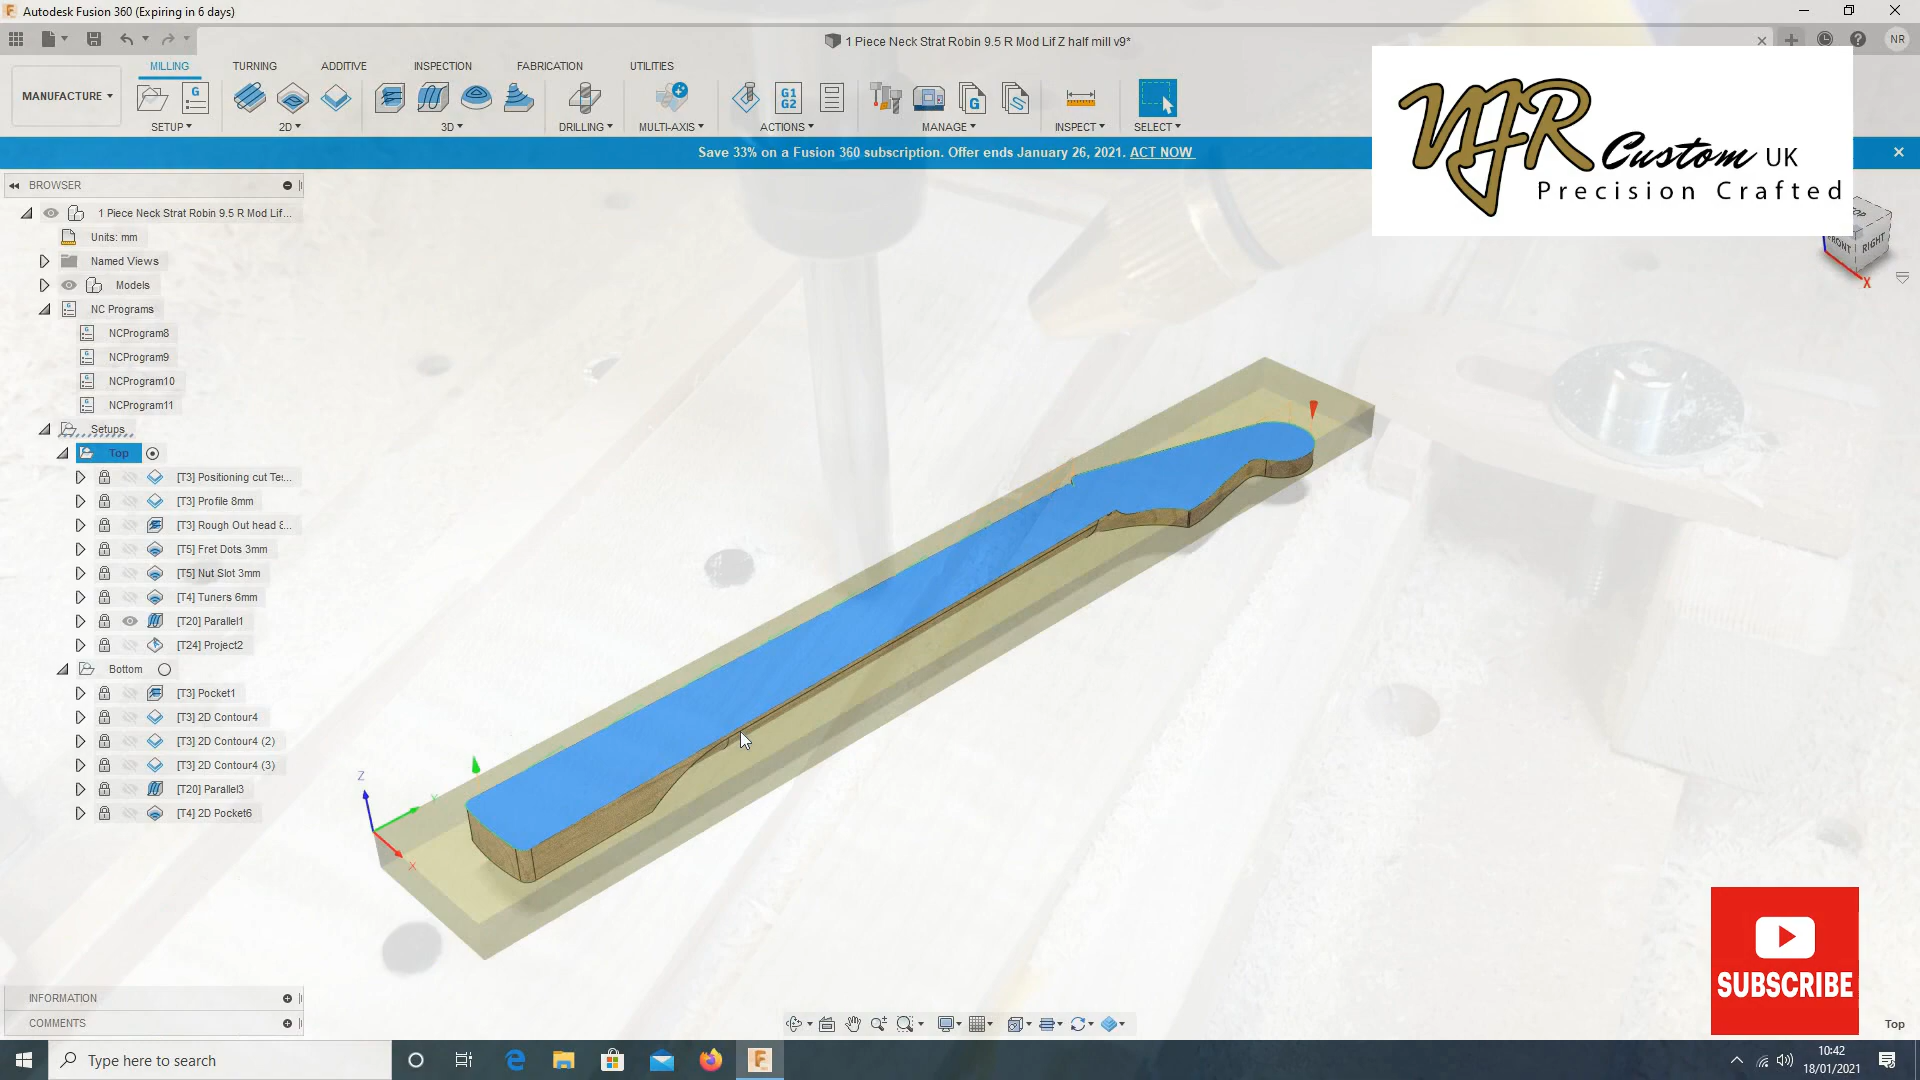 Autodesk Fusion 360 (Expiring in 6 days)
1 Piece Neck Strat Robin 9.5 R Mod Lif Z half mill v9*
NR
MILLING TURNING ADDITIVE INSPECTION FABRICATION UTILITIES
MANUFACTURE
G
G1
G2
G
SETUP 2D 3D DRILLING MULTI-AXIS ACTIONS MANAGE INSPECT SELECT
Save 33% on a Fusion 360 subscription. Offer ends January 26, 2021. ACT NOW
NJR Custom UK
Precision Crafted
BROWSER
1 Piece Neck Strat Robin 9.5 R Mod Lif...
Units: mm
Named Views
Models
NC Programs
NCProgram8
NCProgram9
NCProgram10
NCProgram11
Setups
Top
[T3] Positioning cut Te:...
[T3] Profile 8mm
[T3] Rough Out head 8...
[T5] Fret Dots 3mm
[T5] Nut Slot 3mm
[T4] Tuners 6mm
[T20] Parallel1
[T24] Project2
Bottom
[T3] Pocket1
[T3] 2D Contour4
[T3] 2D Contour4 (2)
[T3] 2D Contour4 (3)
[T20] Parallel3
[T4] 2D Pocket6
Z
Y
X
RIGHT
X
SUBSCRIBE
INFORMATION
COMMENTS
Top
Type here to search
10:42
18/01/2021